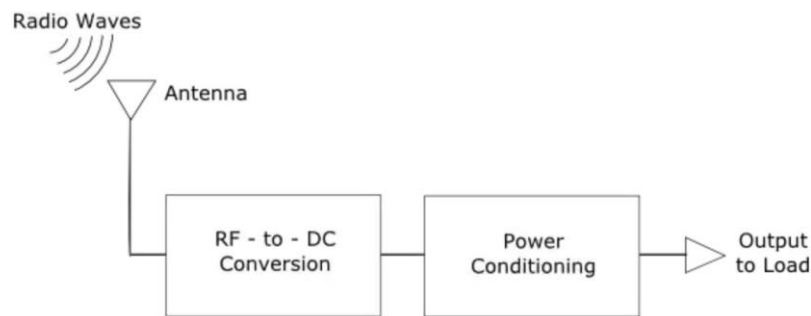 Radio Waves
Antenna
RF - to - DC
Conversion
Power
Conditioning
Output
to Load